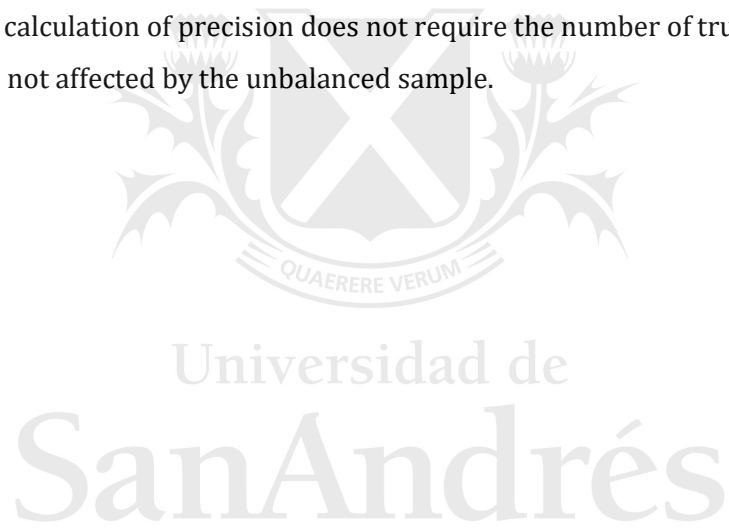 calculation of precision does not require the number of tru
not affected by the unbalanced sample.
QUAERERE VERUM
Universidad de
SanAndrés